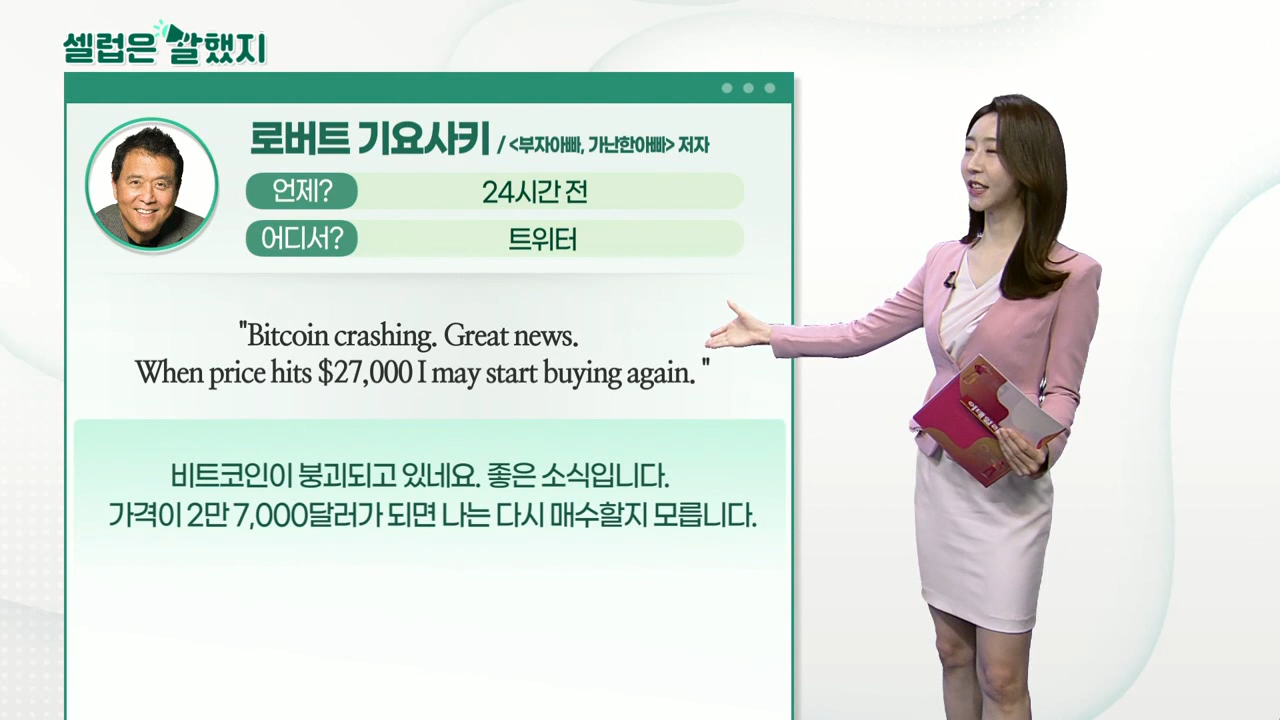 셀럽은 말했지
로버트 기요사키 / <부자아빠, 가난한아빠> 저자
언제? 24시간 전
어디서? 트위터
"Bitcoin crashing. Great news.
When price hits $27,000 I may start buying again. "
비트코인이 붕괴되고 있네요. 좋은 소식입니다.
가격이 2만 7,000달러가 되면 나는 다시 매수할지 모릅니다.